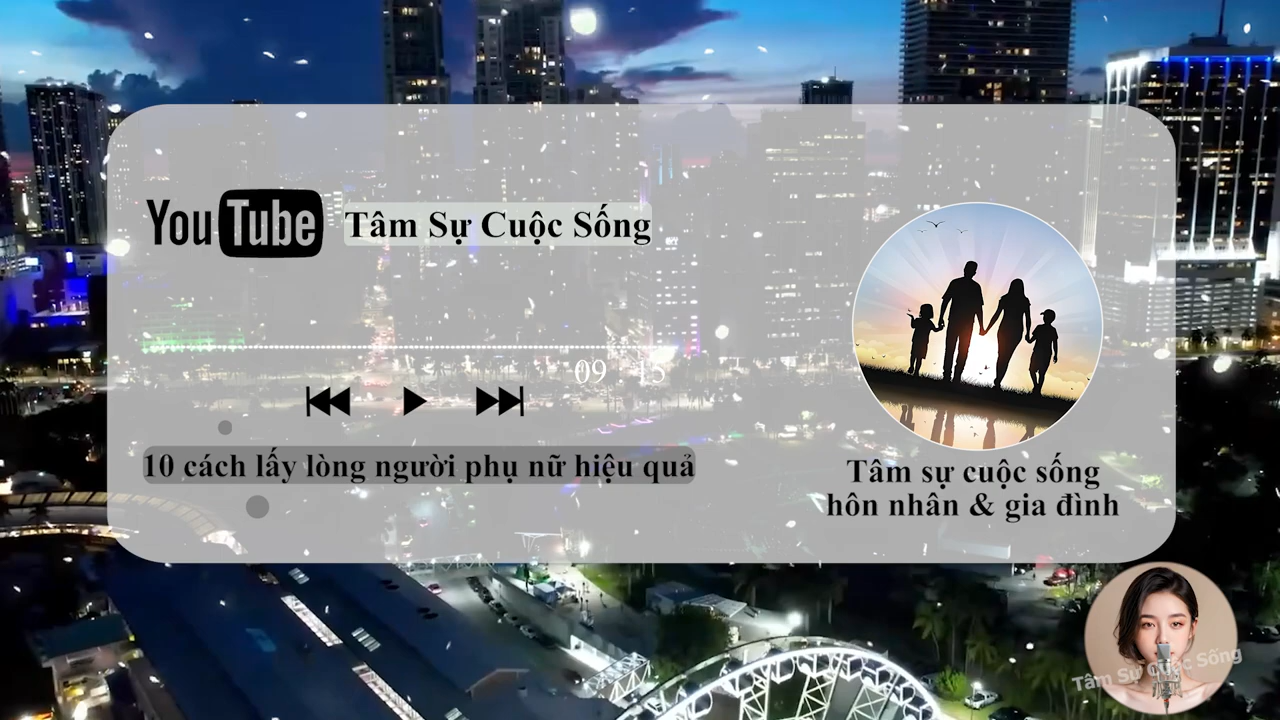 YouTube
Tâm Sự Cuộc Sống
09 15
10 cách lấy lòng người phụ nữ hiệu quả
Tâm sự cuộc sống
hôn nhân & gia đình
Tâm Sự Cuộc Sống